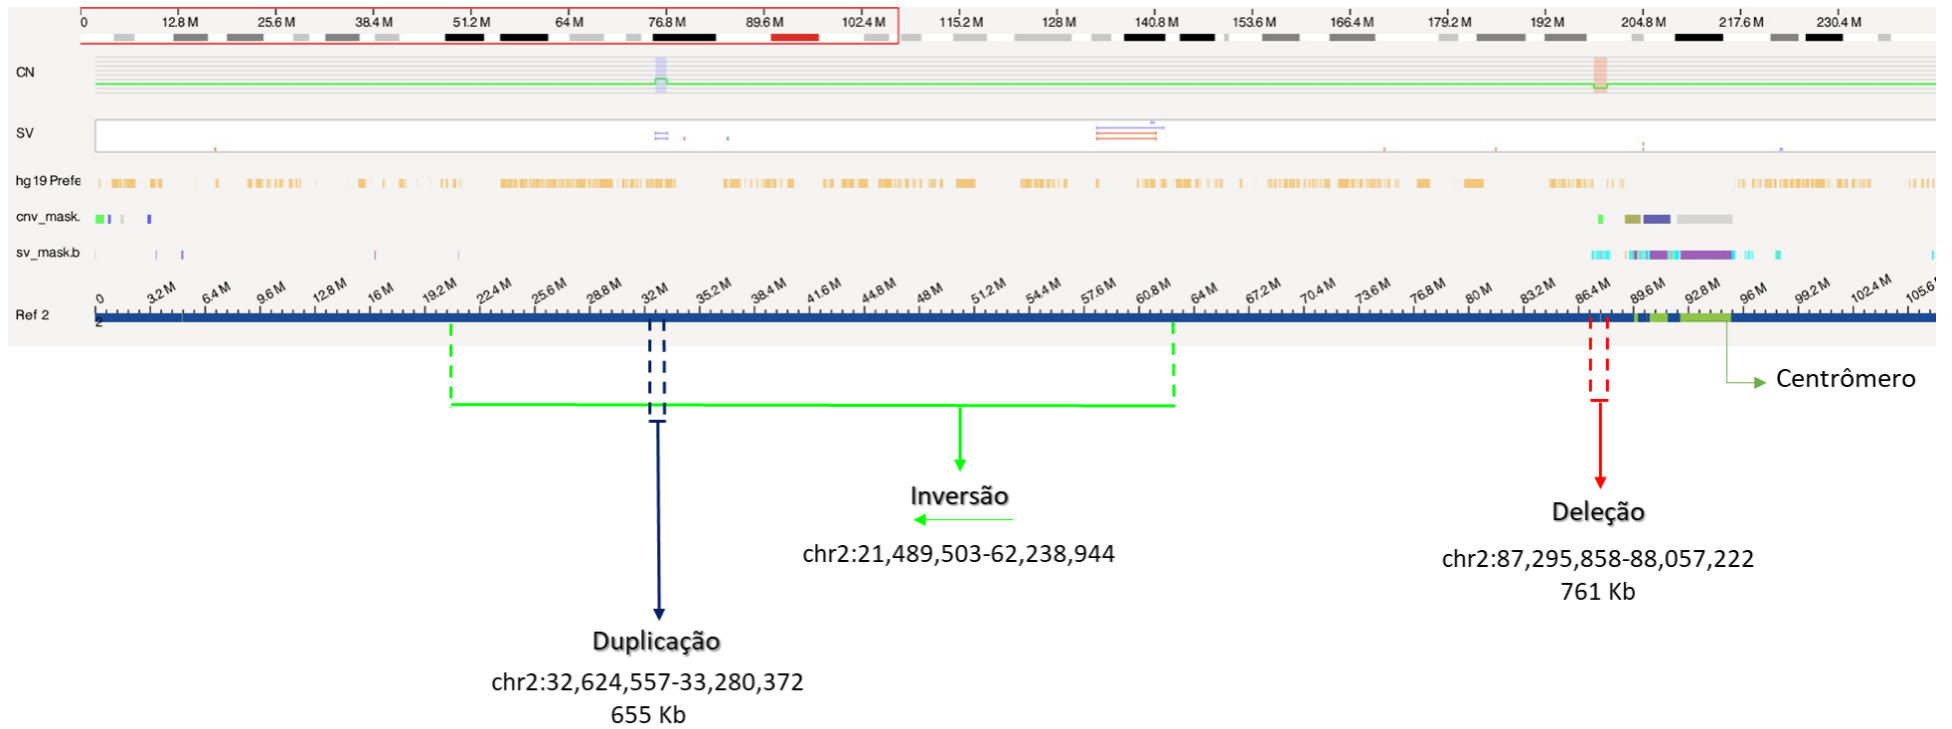 0 12.8 M 25.6 M 38.4 M 51.2 M 64 M 76.8 M 89.6 M 102.4 M 115.2 M 128 M 140.8 M 153.6 M 166.4 M 179.2 M 192 M 204.8 M 217.6 M 230.4 M
CN
SV
hg19 Prefe
cnv_mask.
sv_mask.b
0 3.2 M 6.4 M 9.6 M 12.8 M 16 M 19.2 M 22.4 M 25.6 M 28.8 M 32 M 35.2 M 38.4 M 41.6 M 44.8 M 48 M 51.2 M 54.4 M 57.6 M 60.8 M 64 M 67.2 M 70.4 M 73.6 M 76.8 M 80 M 83.2 M 86.4 M 89.6 M 92.8 M 96 M 99.2 M 102.4 M 105.6
Ref 2
2
Centrômero
Inversão
chr2:21,489,503-62,238,944
Deleção
chr2:87,295,858-88,057,222
761 Kb
Duplicação
chr2:32,624,557-33,280,372
655 Kb